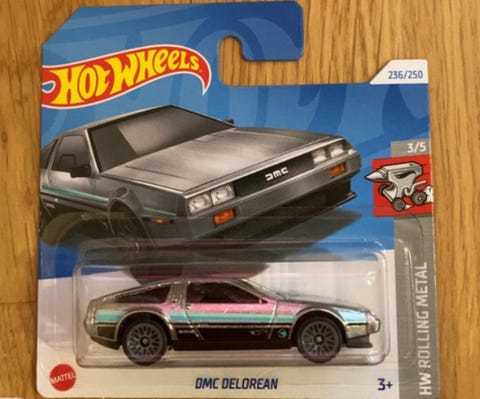 HOT WHEELS
236/250
3/5
DMC
HW ROLLING METAL
MATTEL
DMC DELOREAN
3+